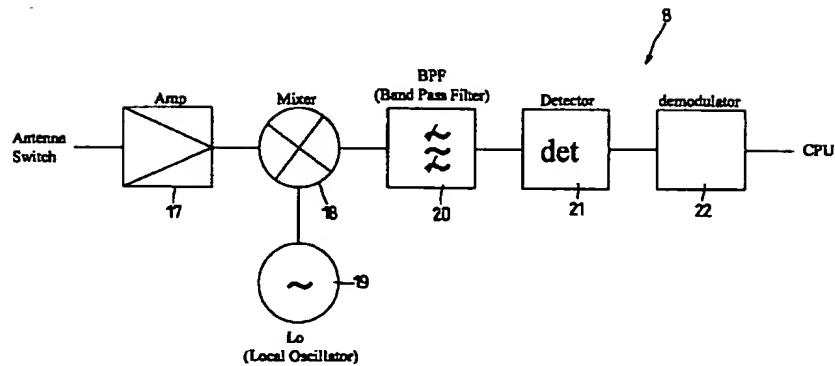 8
BPF
(Band Pass Filter)
Amp
Mixer
Detector
demodulator
Antenna
Switch
det
CPU
17
18
20
21
22
19
Lo
(Local Oscillator)